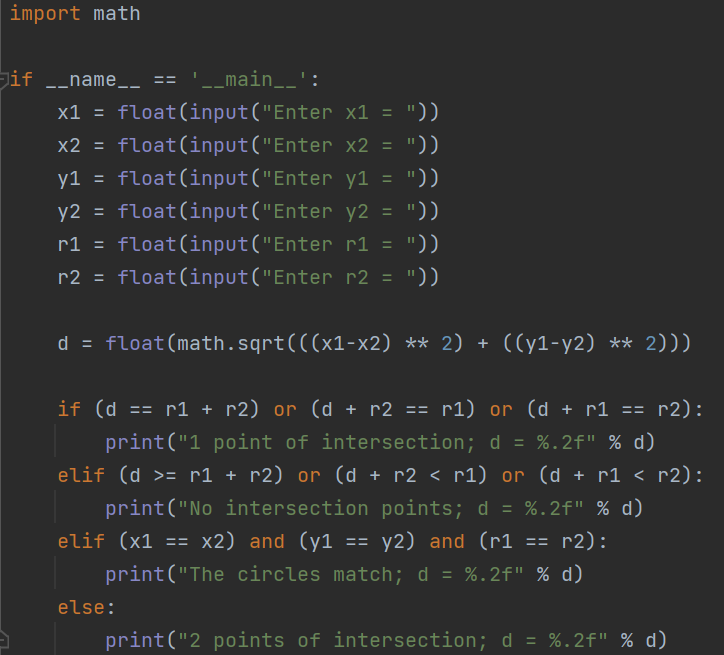 import math
if __name__ == '__main__':
    x1 = float(input("Enter x1 = "))
    x2 = float(input("Enter x2 = "))
    y1 = float(input("Enter y1 = "))
    y2 = float(input("Enter y2 = "))
    r1 = float(input("Enter r1 = "))
    r2 = float(input("Enter r2 = "))
    d = float(math.sqrt(((x1-x2) ** 2) + ((y1-y2) ** 2)))
    if (d == r1 + r2) or (d + r2 == r1) or (d + r1 == r2):
        print("1 point of intersection; d = %.2f" % d)
    elif (d >= r1 + r2) or (d + r2 < r1) or (d + r1 < r2):
        print("No intersection points; d = %.2f" % d)
    elif (x1 == x2) and (y1 == y2) and (r1 == r2):
        print("The circles match; d = %.2f" % d)
    else:
        print("2 points of intersection; d = %.2f" % d)